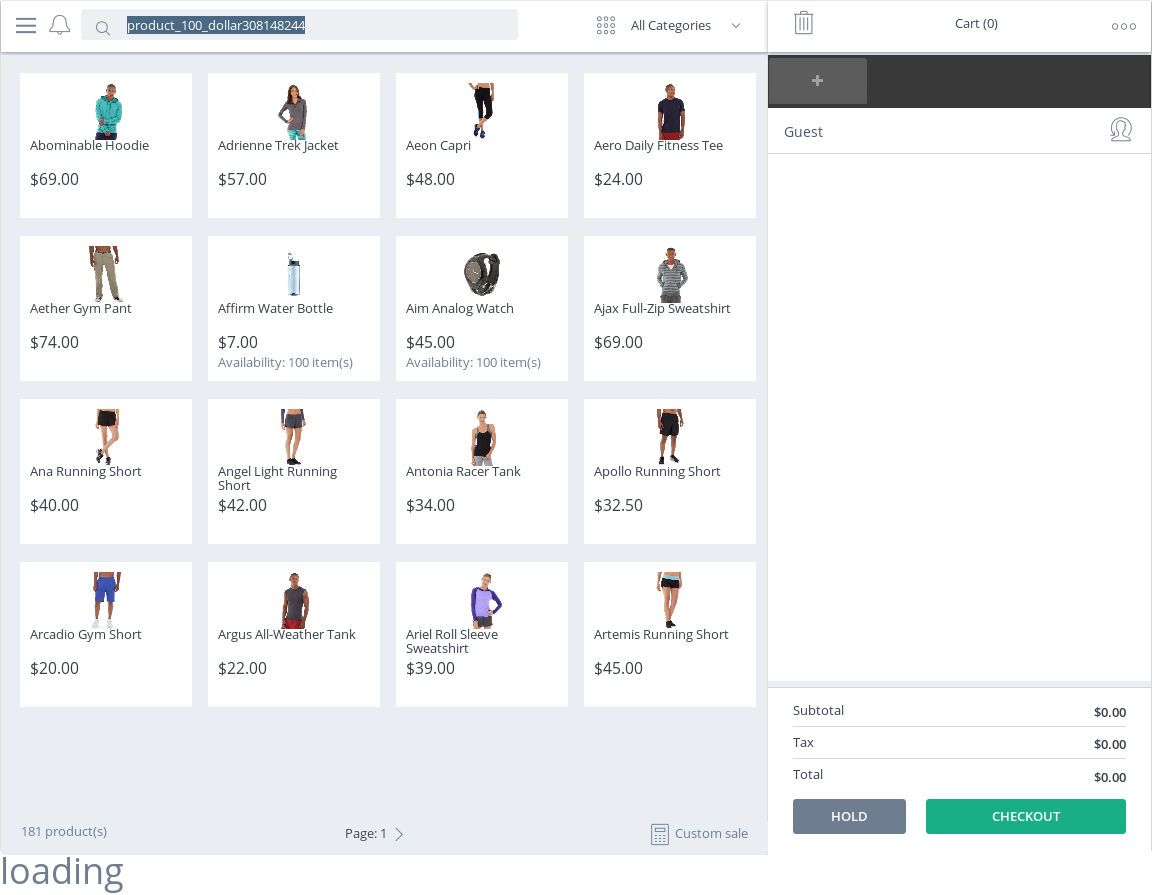 product_100_dollar308148244
All Categories
Cart (0)
+
Guest
Abominable Hoodie
$69.00
Adrienne Trek Jacket
$57.00
Aeon Capri
$48.00
Aero Daily Fitness Tee
$24.00
Aether Gym Pant
$74.00
Affirm Water Bottle
$7.00
Availability: 100 item(s)
Aim Analog Watch
$45.00
Availability: 100 item(s)
Ajax Full-Zip Sweatshirt
$69.00
Ana Running Short
$40.00
Angel Light Running
Short
$42.00
Antonia Racer Tank
$34.00
Apollo Running Short
$32.50
Arcadio Gym Short
$20.00
Argus All-Weather Tank
$22.00
Ariel Roll Sleeve
Sweatshirt
$39.00
Artemis Running Short
$45.00
Subtotal $0.00
Tax $0.00
Total $0.00
HOLD
CHECKOUT
181 product(s)
Page: 1
Custom sale
loading